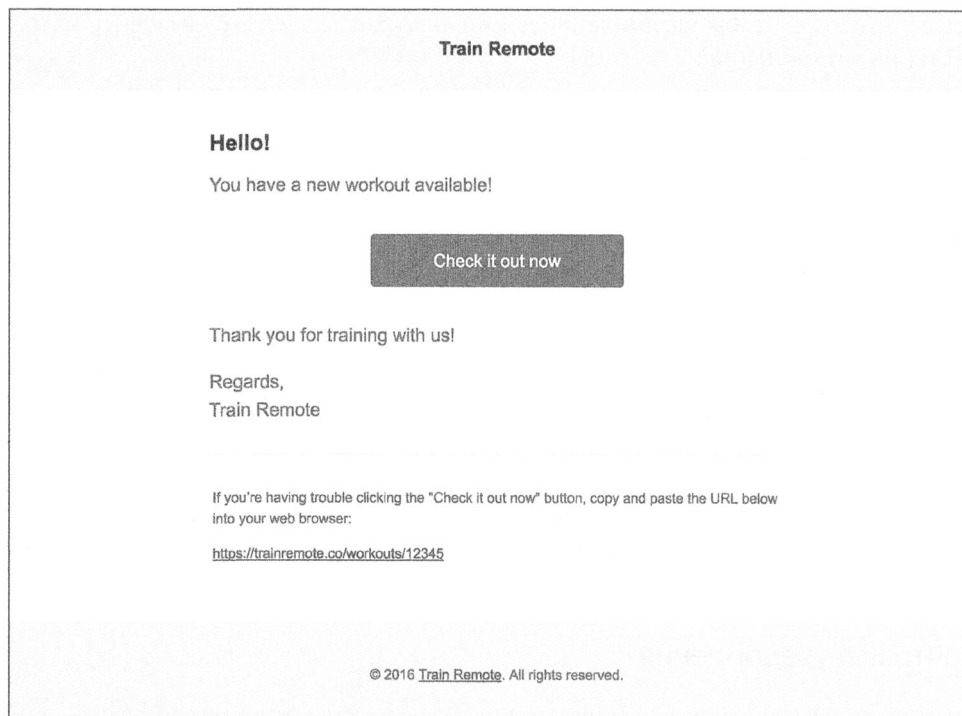 Train Remote
Hello!
You have a new workout available!
Check it out now
Thank you for training with us!
Regards,
Train Remote
If you're having trouble clicking the "Check it out now" button, copy and paste the URL below
into your web browser:
https://trainremote.co/workouts/12345
© 2016 Train Remote. All rights reserved.